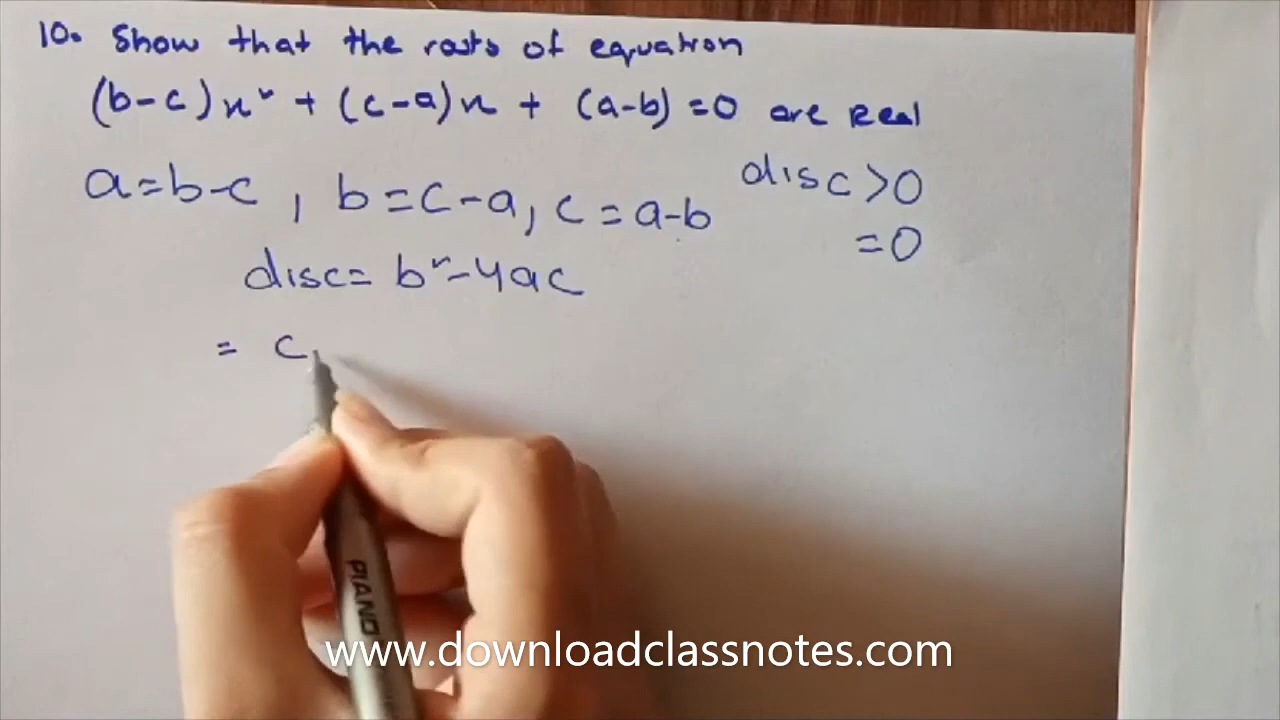 10. Show that the roots of equation
(b-c)x² + (c-a)x + (a-b) =0 are Real
a=b-c, b=c-a, c=a-b
disc>0
=0
disc= b²-4ac
= c
PIANO
www.downloadclassnotes.com